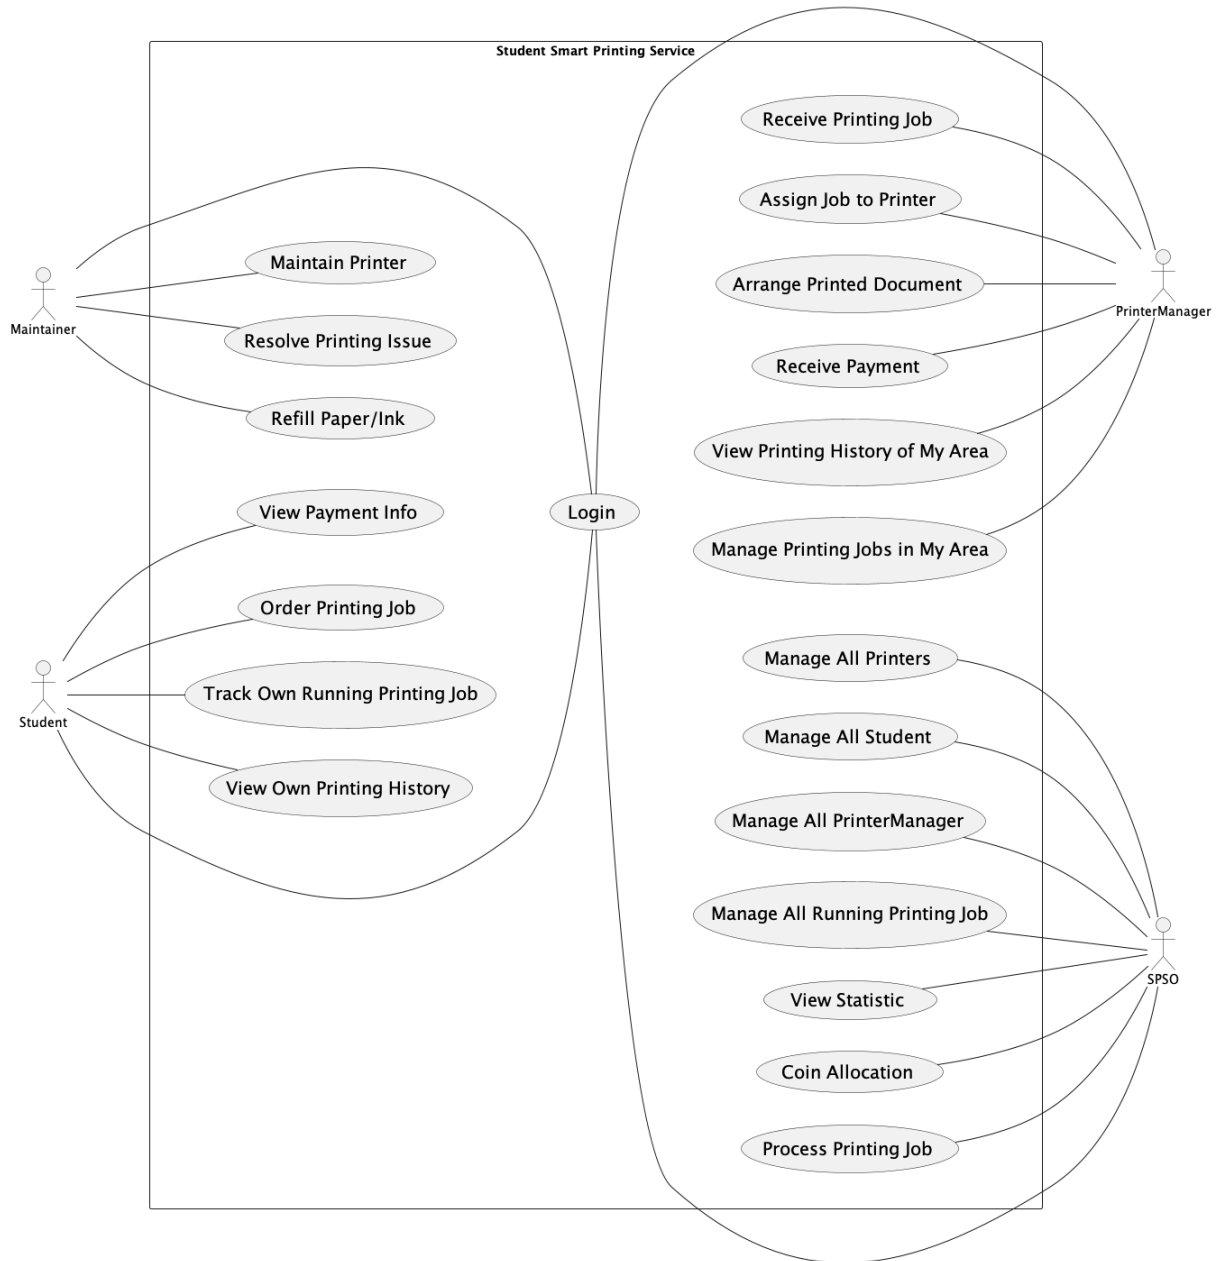 Student Smart Printing Service
Receive Printing Job
Assign Job to Printer
Maintain Printer
Arrange Printed Document
PrinterManager
Maintainer
Resolve Printing Issue
Receive Payment
Refill Paper/Ink
View Printing History of My Area
View Payment Info
Login
Manage Printing Jobs in My Area
Order Printing Job
Manage All Printers
Track Own Running Printing Job
Student
Manage All Student
View Own Printing History
Manage All PrinterManager
Manage All Running Printing Job
SPSO
View Statistic
Coin Allocation
Process Printing Job